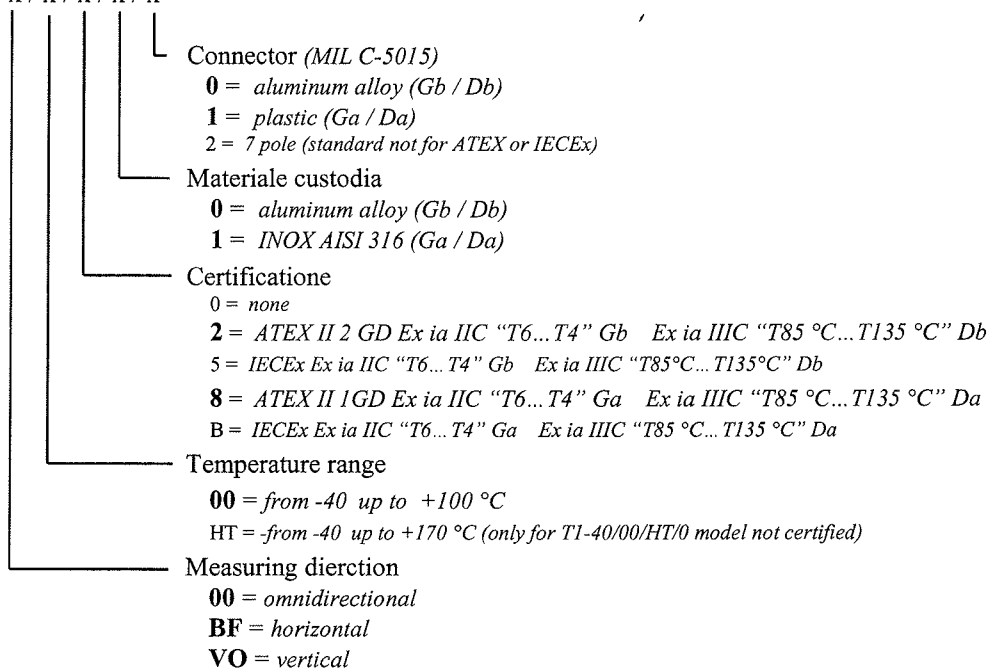 Connector (MIL C-5015)
0 = aluminum alloy (Gb / Db)
1 = plastic (Ga / Da)
2 = 7 pole (standard not for ATEX or IECEx)
Materiale custodia
0 = aluminum alloy (Gb / Db)
1 = INOX AISI 316 (Ga / Da)
Certificatione
0 = none
2 = ATEX II 2 GD Ex ia IIC “T6...T4” Gb Ex ia IIIC “T85 °C...T135 °C” Db
5 = IECEx Ex ia IIC “T6...T4” Gb Ex ia IIIC “T85°C...T135°C” Db
8 = ATEX II 1GD Ex ia IIC “T6...T4” Ga Ex ia IIIC “T85 °C...T135 °C” Da
B = IECEx Ex ia IIC “T6...T4” Ga Ex ia IIIC “T85 °C...T135 °C” Da
Temperature range
00 = from -40 up to +100 °C
HT = -from -40 up to +170 °C (only for T1-40/00/HT/0 model not certified)
Measuring dierction
00 = omnidirectional
BF = horizontal
VO = vertical